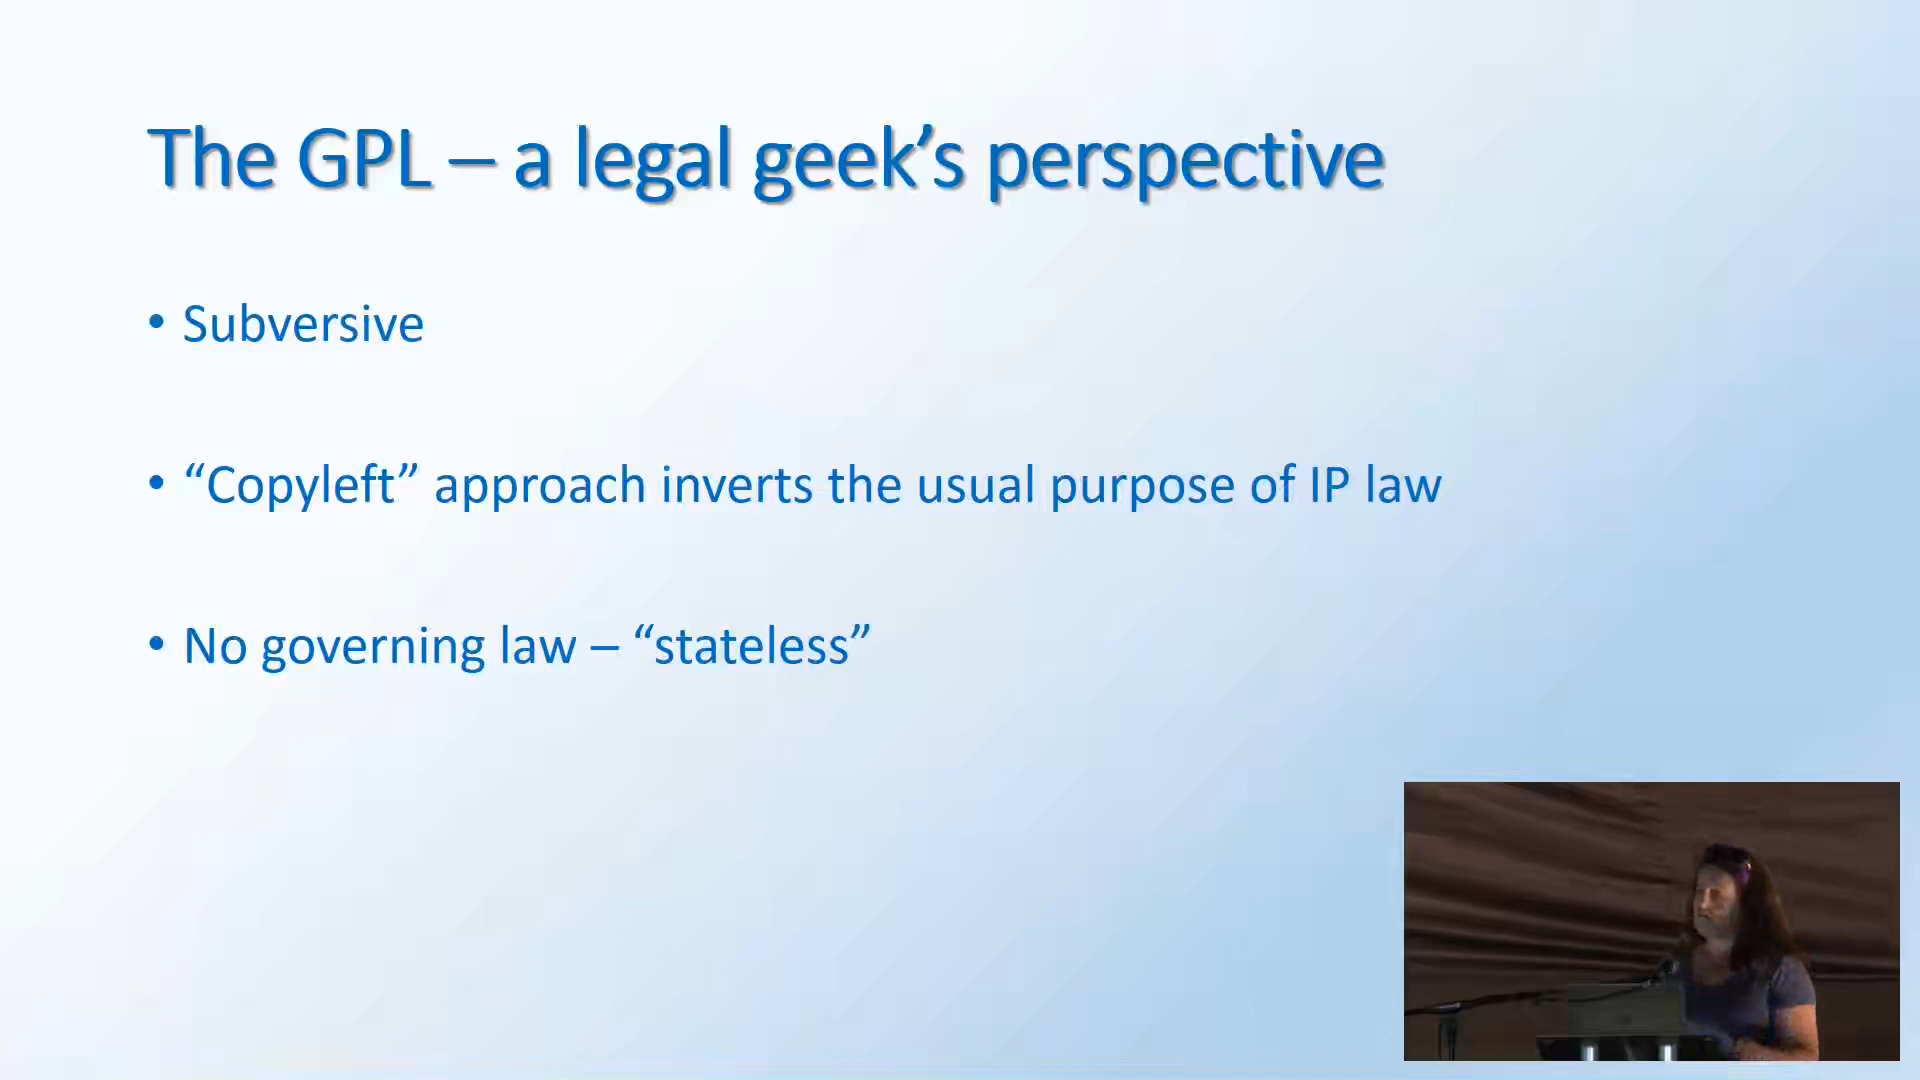 The GPL – a legal geek’s perspective
• Subversive
• “Copyleft” approach inverts the usual purpose of IP law
• No governing law – “stateless”